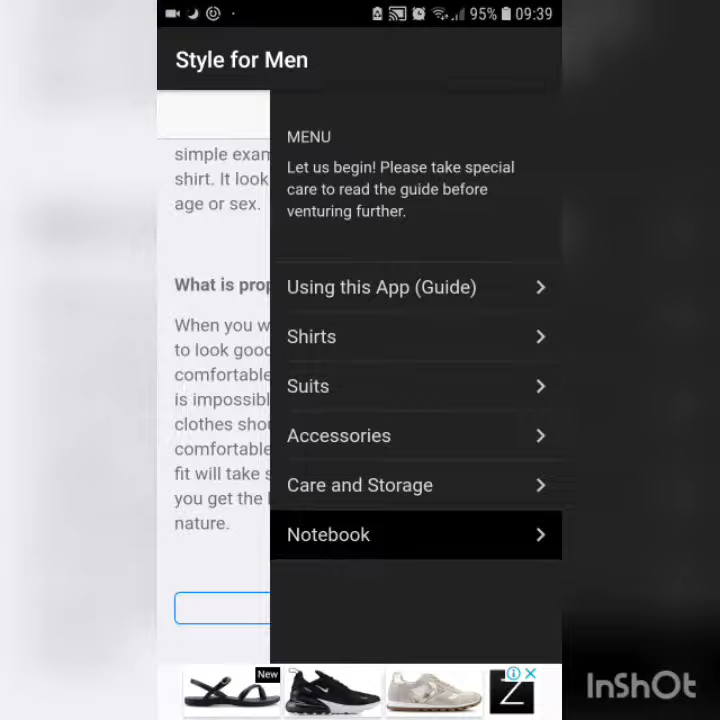 95% 09:39
Style for Men
simple exam
shirt. It look
age or sex.
What is prop
When you w
to look good
comfortable
is impossibl
clothes shou
comfortable
fit will take s
you get the
nature.
MENU
Let us begin! Please take special
care to read the guide before
venturing further.
Using this App (Guide)
Shirts
Suits
Accessories
Care and Storage
Notebook
New
Z
InShOt